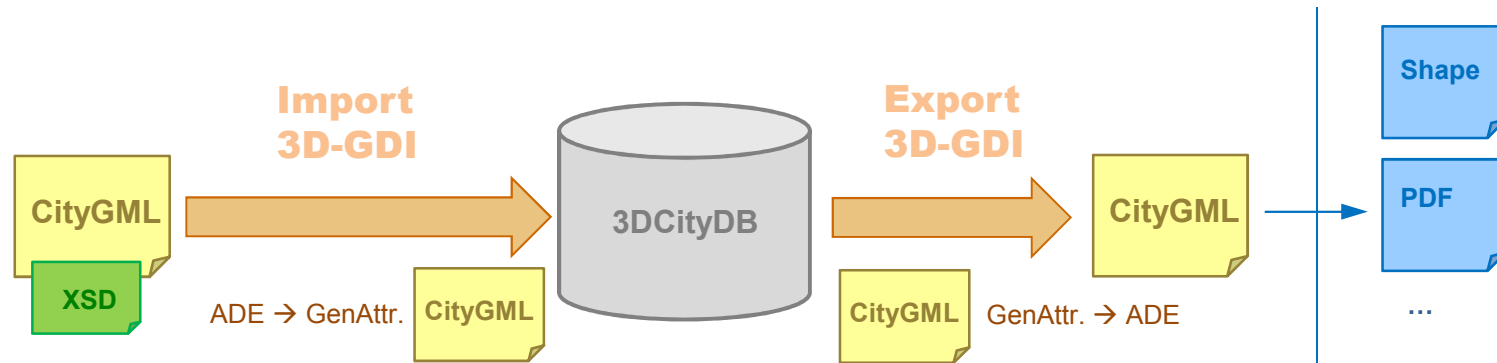 Import
3D-GDI
CityGML
XSD
ADE → GenAttr.
CityGML
3DCityDB
Export
3D-GDI
CityGML
GenAttr. → ADE
CityGML
Shape
PDF
...